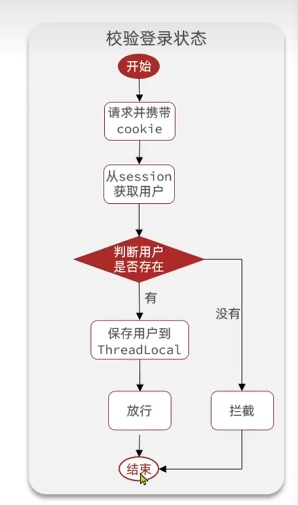 校验登录状态
开始
请求并携带
cookie
从session
获取用户
判断用户
是否存在
有
没有
保存用户到
ThreadLocal
放行
拦截
结束